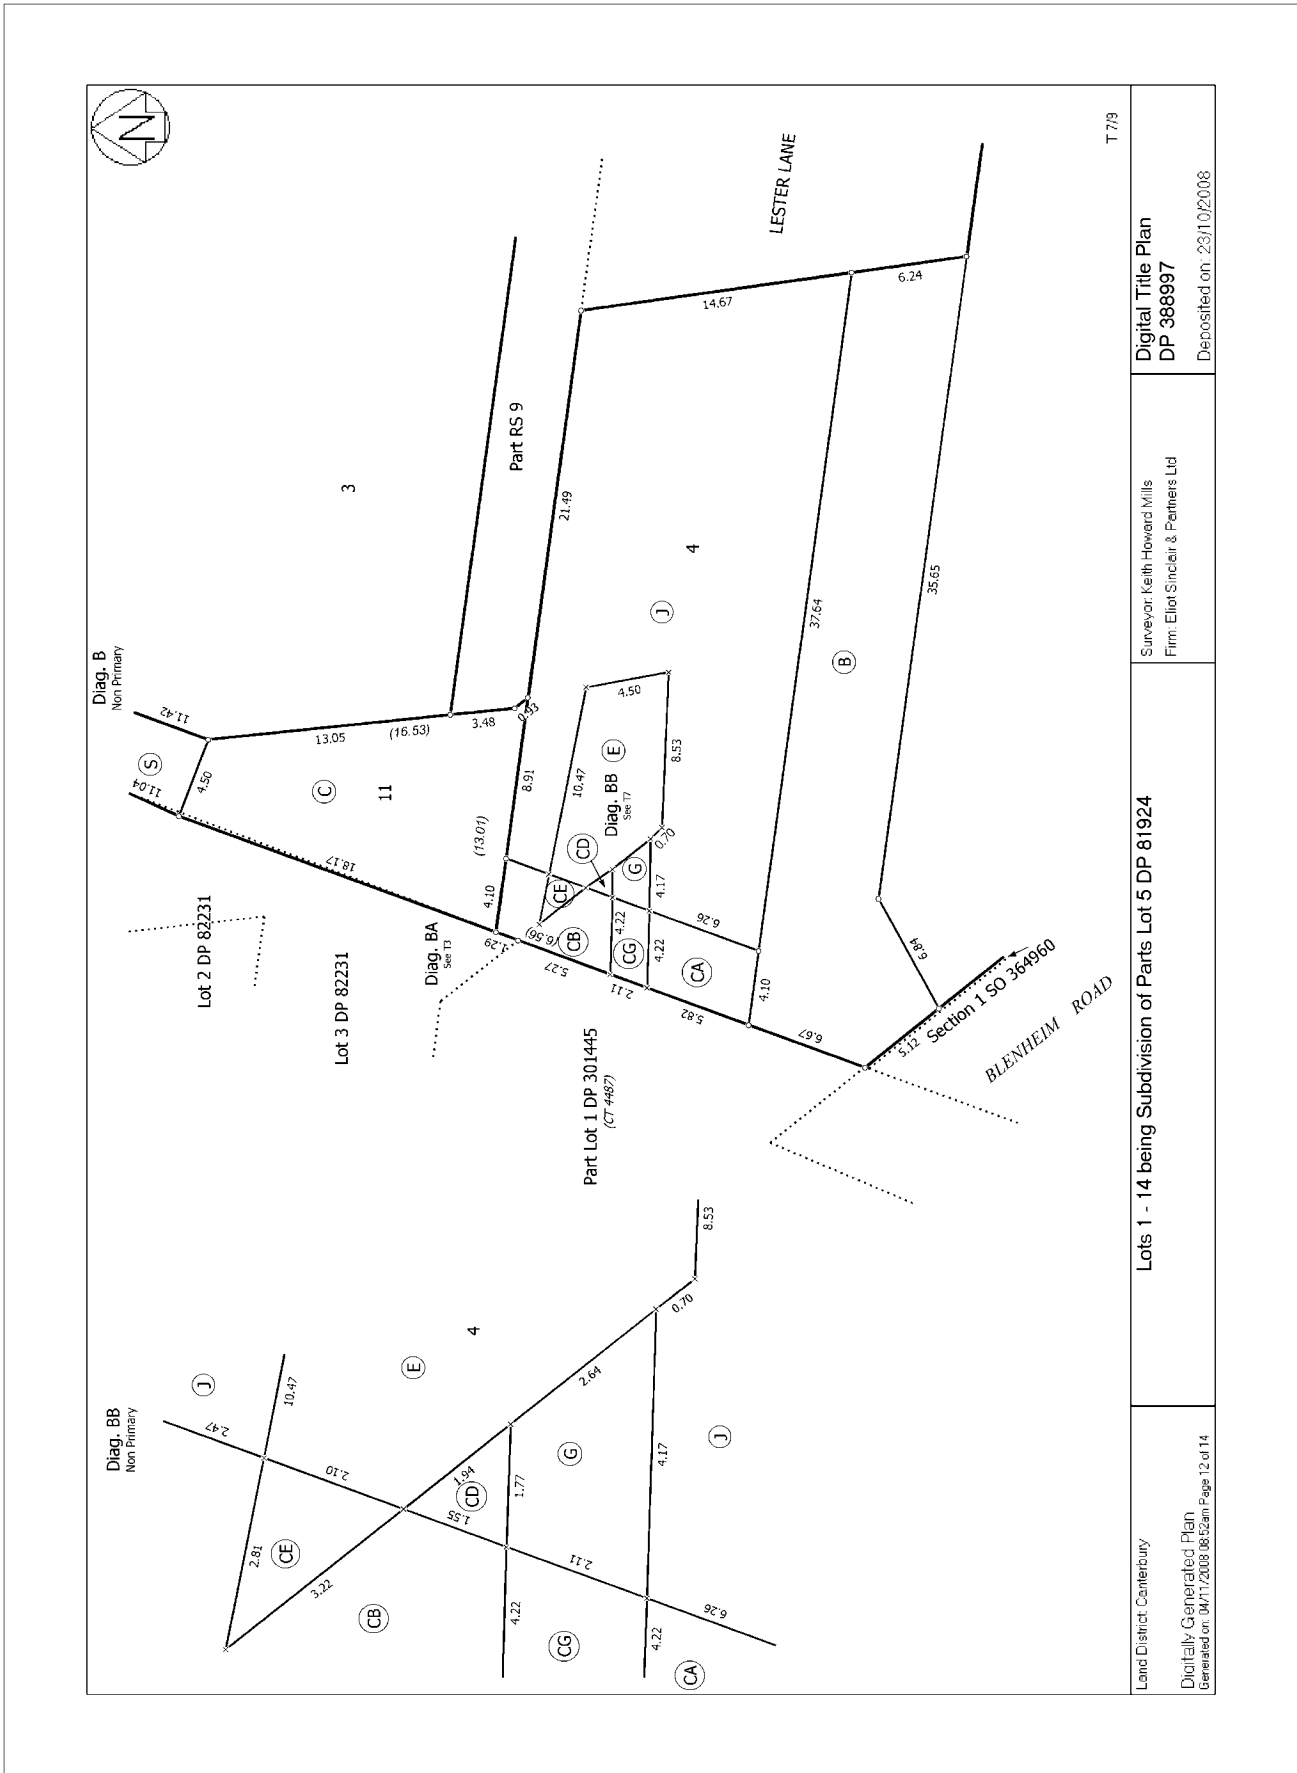 N
Diag. B
Non Primary
11.42
S
11.04
4.50
13.05
(16.53)
3.48
0.93
C
11
18.17
3
Part RS 9
LESTER LANE
14.67
6.24
21.49
8.91
(13.01)
4.10
4
J
37.64
B
35.65
4.50
E
8.53
10.47
Diag. BB
See T7
CD
CE
G
0.70
4.17
4.22
(6.56)
CB
CG
4.22
6.26
CA
4.10
1.29
5.27
2.11
5.82
6.67
6.84
5.12
Section 1 SO 364960
BLENHEIM ROAD
Lot 2 DP 82231
Lot 3 DP 82231
Diag. BA
See T3
Part Lot 1 DP 301445
(CT 4487)
Diag. BB
Non Primary
J
2.47
10.47
E
4
2.10
2.81
CE
3.22
CB
1.94
CD
1.55
1.77
G
2.64
0.70
8.53
4.17
J
2.11
4.22
CG
4.22
6.26
CA
T 7/9
Land District: Canterbury
Digitally Generated Plan
Generated on: 04/11/2008 08:52am Page 12 of 14
Lots 1 - 14 being Subdivision of Parts Lot 5 DP 81924
Surveyor: Keith Howard Mills
Firm: Eliot Sinclair & Partners Ltd
Digital Title Plan
DP 388997
Deposited on: 23/10/2008